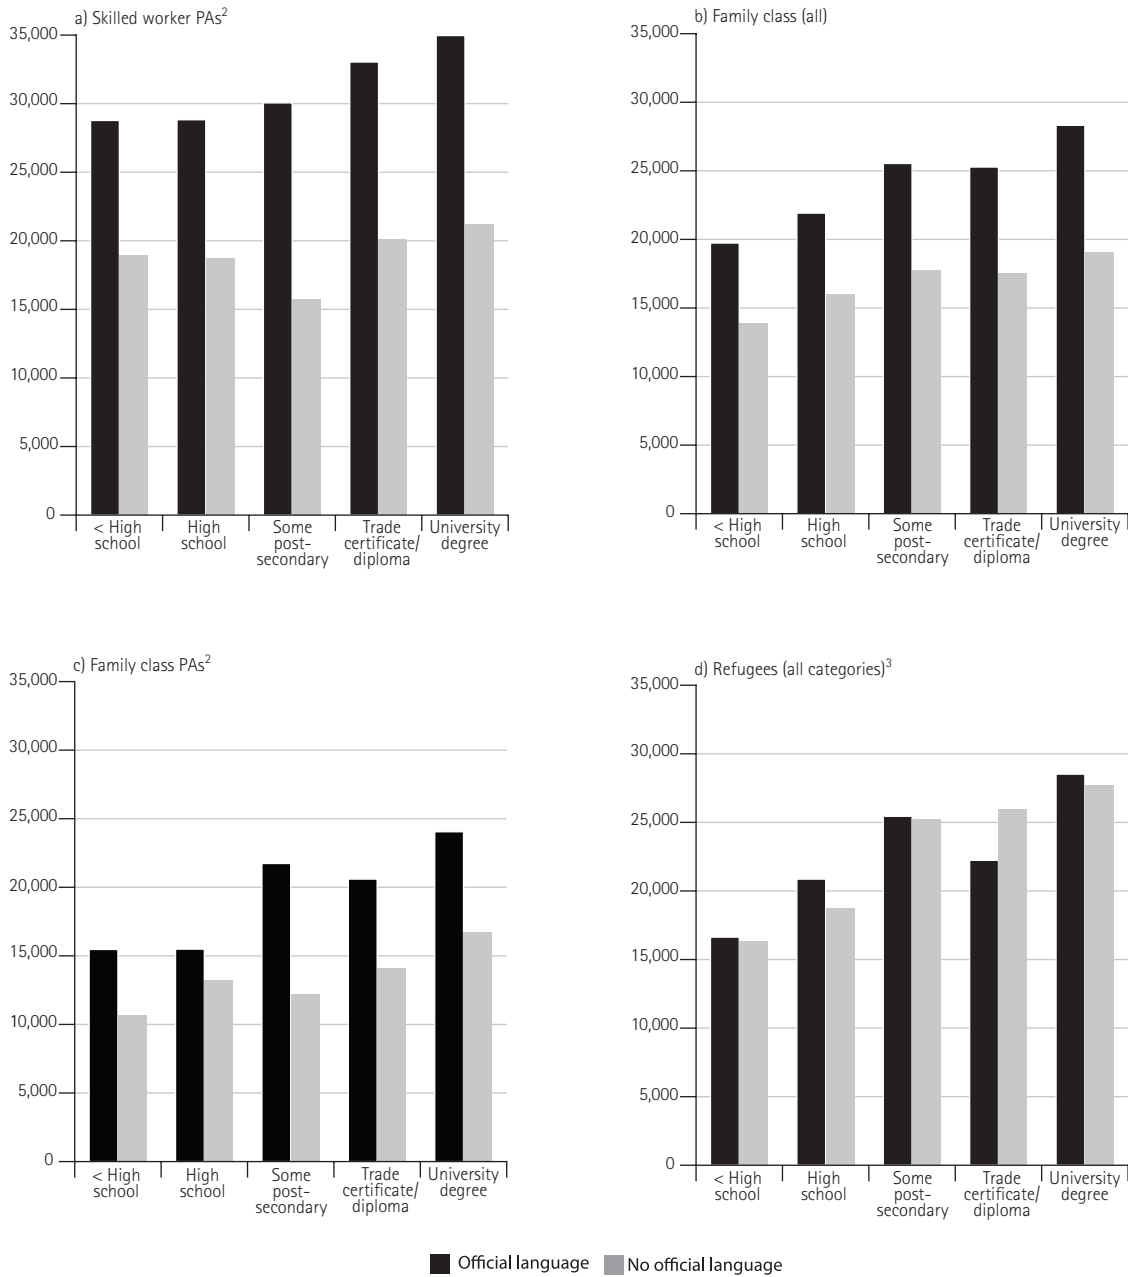 a) Skilled worker PAs²
35,000
30,000
25,000
20,000
15,000
10,000
5,000
0
< High
school
High
school
Some
post-
secondary
Trade
certificate/
diploma
University
degree
b) Family class (all)
35,000
30,000
25,000
20,000
15,000
10,000
5,000
0
< High
school
High
school
Some
post-
secondary
Trade
certificate/
diploma
University
degree
c) Family class PAs²
35,000
30,000
25,000
20,000
15,000
10,000
5,000
0
< High
school
High
school
Some
post-
secondary
Trade
certificate/
diploma
University
degree
d) Refugees (all categories)³
35,000
30,000
25,000
20,000
15,000
10,000
5,000
0
< High
school
High
school
Some
post-
secondary
Trade
certificate/
diploma
University
degree
Official language
No official language